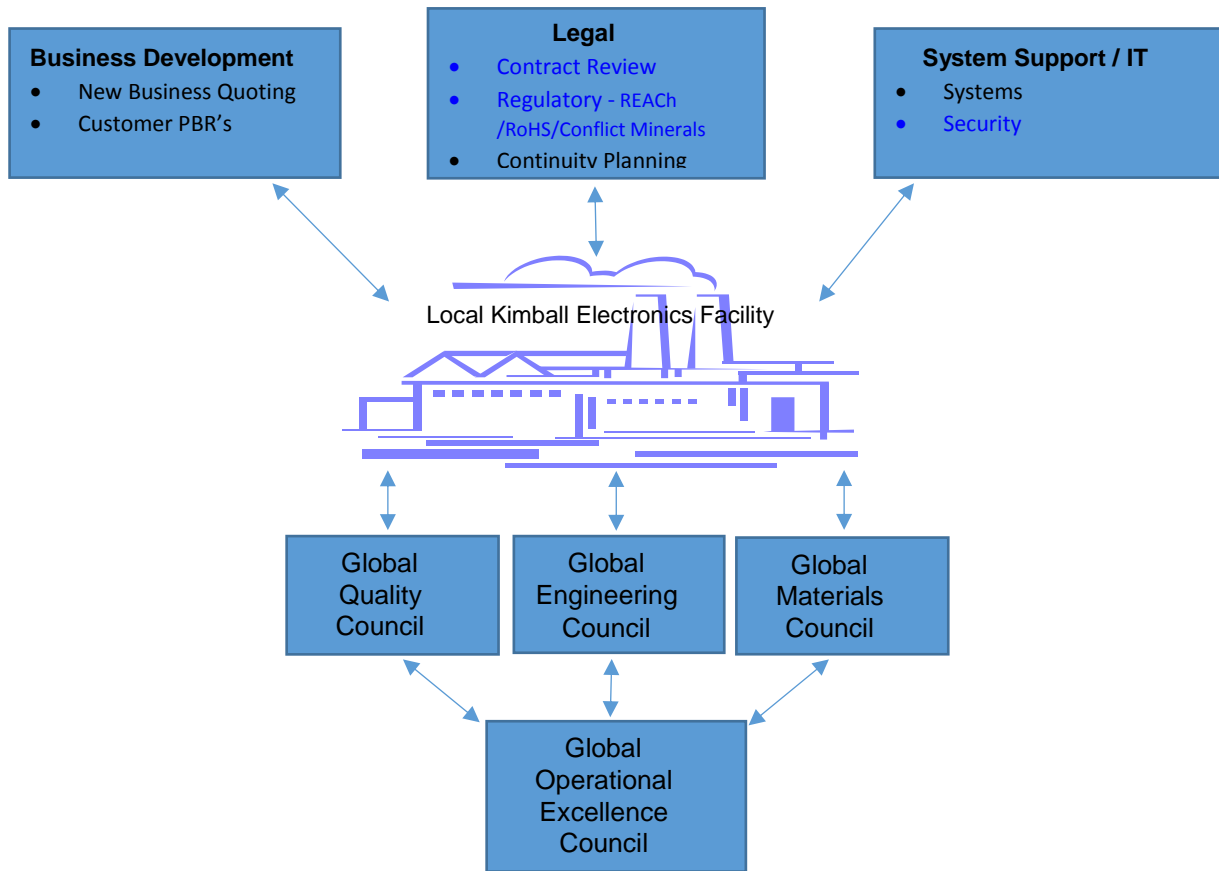 Business Development
• New Business Quoting
• Customer PBR's
Legal
• Contract Review
• Regulatory - REACh
/RoHS/Conflict Minerals
• Continuity Planning
System Support / IT
• Systems
• Security
Local Kimball Electronics Facility
Global
Quality
Council
Global
Engineering
Council
Global
Materials
Council
Global
Operational
Excellence
Council